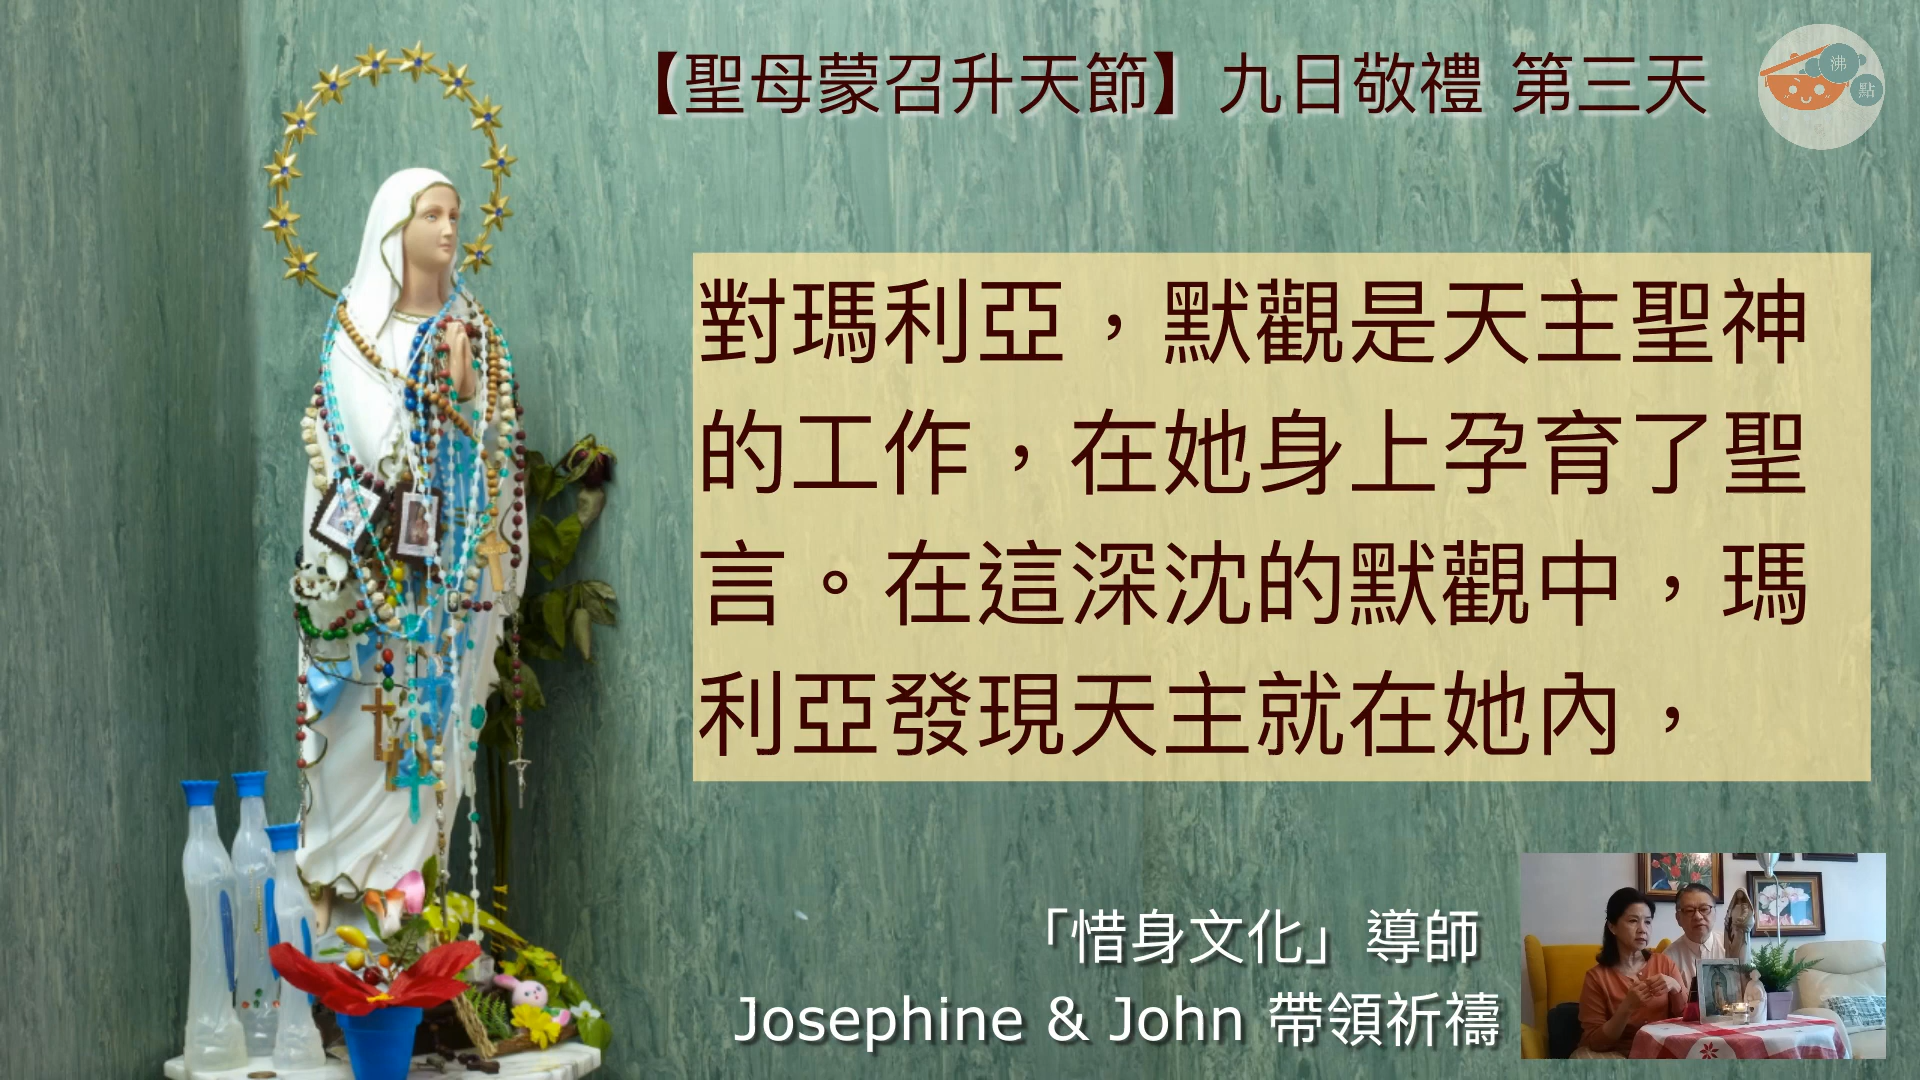 【聖母蒙召升天節】九日敬禮 第三天
沸
點
對瑪利亞，默觀是天主聖神
的工作，在她身上孕育了聖
言。在這深沈的默觀中，瑪
利亞發現天主就在她內，
「惜身文化」導師
Josephine & John 帶領祈禱